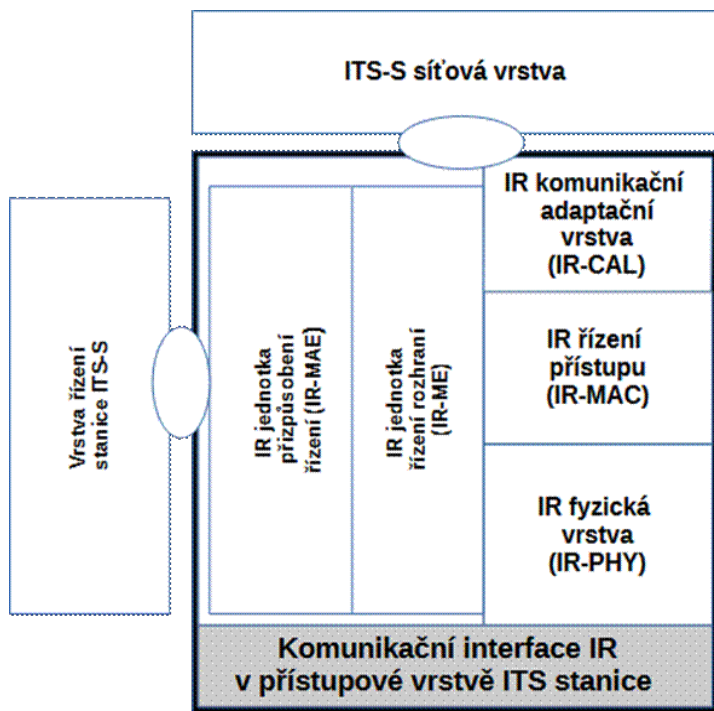 ITS-S síťová vrstva
Vrstva řízení
stanice ITS-S
IR jednotka
přizpůsobení
řízení (IR-MAE)
IR jednotka
řízení rozhraní
(IR-ME)
IR komunikační
adaptační
vrstva
(IR-CAL)
IR řízení
přístupu
(IR-MAC)
IR fyzická
vrstva
(IR-PHY)
Komunikační interface IR
v přístupové vrstvě ITS stanice